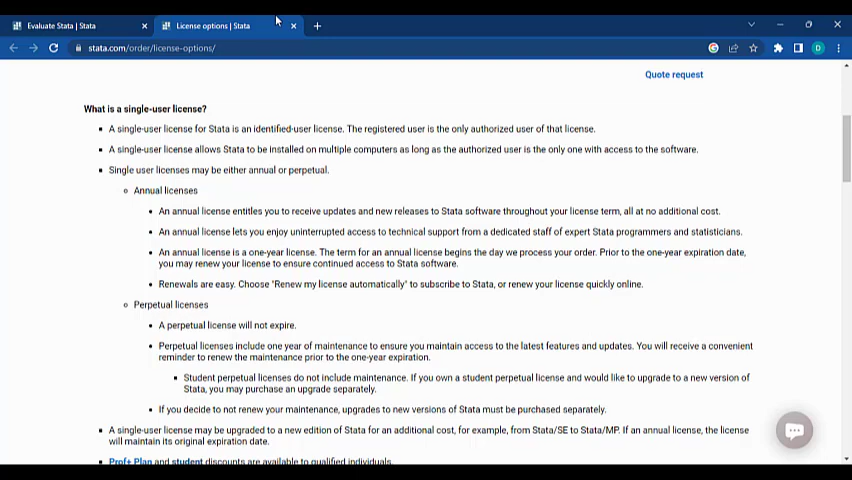 Evaluate Stata | Stata
License options | Stata
stata.com/order/license-options/
D
Quote request
What is a single-user license?
A single-user license for Stata is an identified-user license. The registered user is the only authorized user of that license.
A single-user license allows Stata to be installed on multiple computers as long as the authorized user is the only one with access to the software.
Single user licenses may be either annual or perpetual.
Annual licenses
An annual license entitles you to receive updates and new releases to Stata software throughout your license term, all at no additional cost.
An annual license lets you enjoy uninterrupted access to technical support from a dedicated staff of expert Stata programmers and statisticians.
An annual license is a one-year license. The term for an annual license begins the day we process your order. Prior to the one-year expiration date,
you may renew your license to ensure continued access to Stata software.
Renewals are easy. Choose "Renew my license automatically" to subscribe to Stata, or renew your license quickly online.
Perpetual licenses
A perpetual license will not expire.
Perpetual licenses include one year of maintenance to ensure you maintain access to the latest features and updates. You will receive a convenient
reminder to renew the maintenance prior to the one-year expiration.
Student perpetual licenses do not include maintenance. If you own a student perpetual license and would like to upgrade to a new version of
Stata, you may purchase an upgrade separately.
If you decide to not renew your maintenance, upgrades to new versions of Stata must be purchased separately.
A single-user license may be upgraded to a new edition of Stata for an additional cost, for example, from Stata/SE to Stata/MP. If an annual license, the license
will maintain its original expiration date.
Prof+ Plan and student discounts are available to qualified individuals.